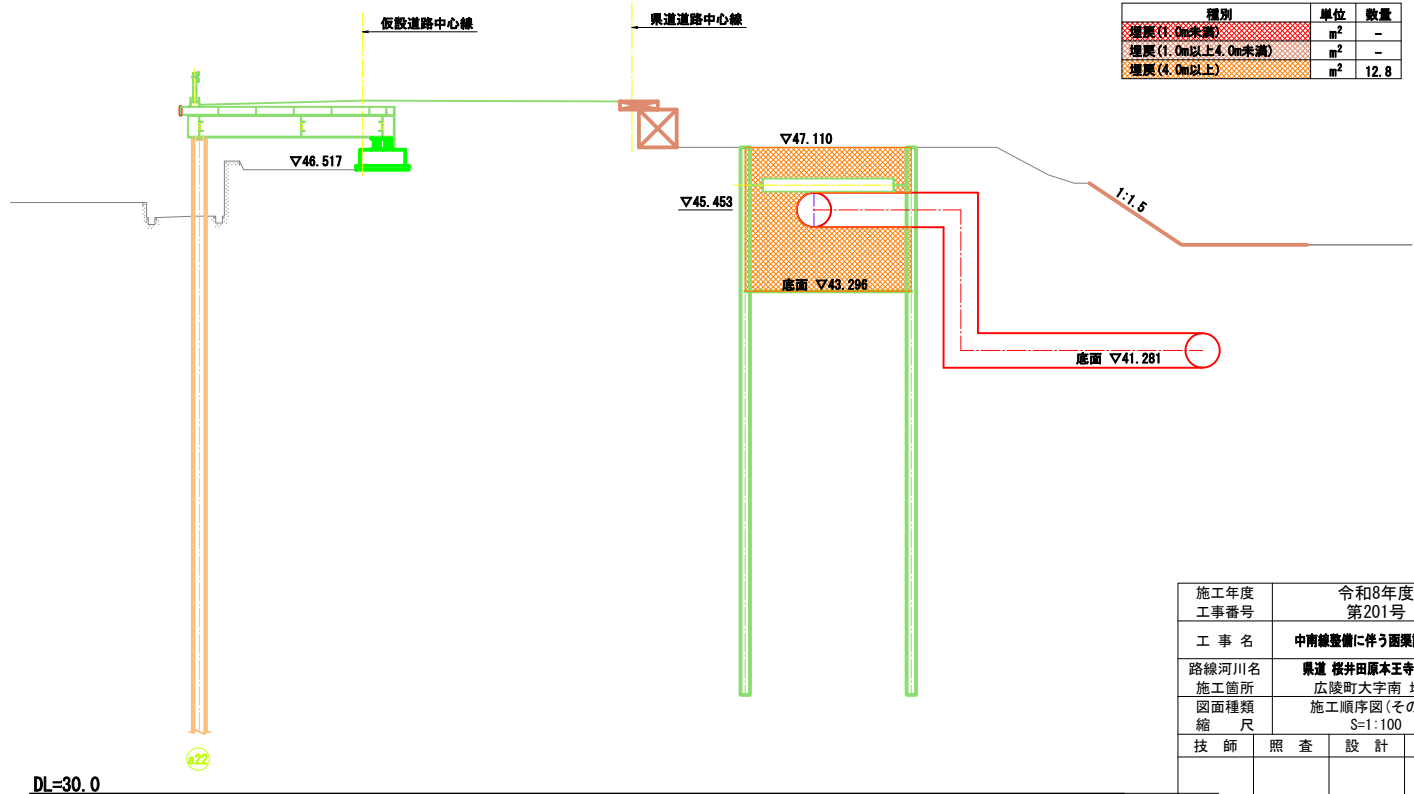 仮設道路中心線
県道道路中心線
種別 単位 数量
埋戻(1.0m未満) m² -
埋戻(1.0m以上4.0m未満) m² -
埋戻(4.0m以上) m² 12.8
▽47.110
▽46.517
▽45.453
1:1.5
底面 ▽43.296
底面 ▽41.281
a22
DL=30.0
施工年度 令和8年度
工事番号 第201号
工事名 中南線整備に伴う函渠
路線河川名 県道 桜井田原本王寺
施工箇所 広陵町大字南
図面種類 施工順序図(その
縮尺 S=1:100
技師 照査 設計